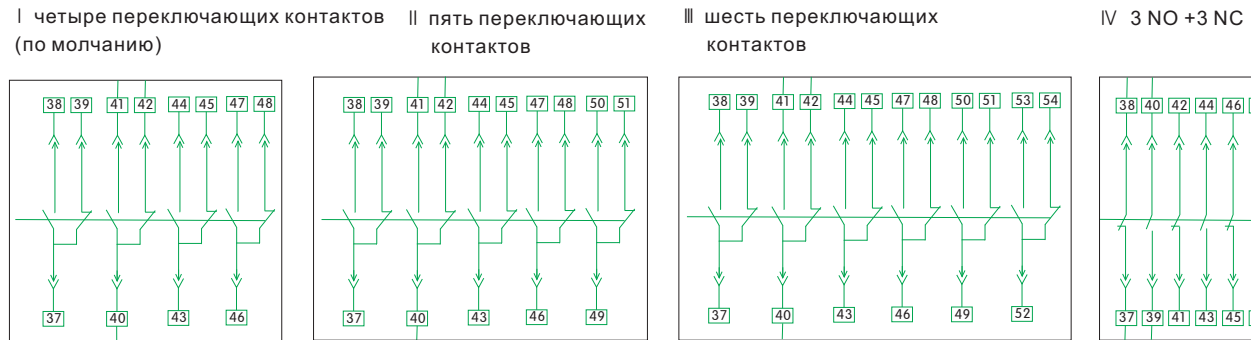 Ⅰ четыре переключающих контактов
(по молчанию)
Ⅱ пять переключающих
контактов
Ⅲ шесть переключающих
контактов
Ⅳ 3 NO +3 NC
38 39 41 42 44 45 47 48
37 40 43 46
38 39 41 42 44 45 47 48 50 51
37 40 43 46 49
38 39 41 42 44 45 47 48 50 51 53 54
37 40 43 46 49 52
38 40 42 44 46
37 39 41 43 45